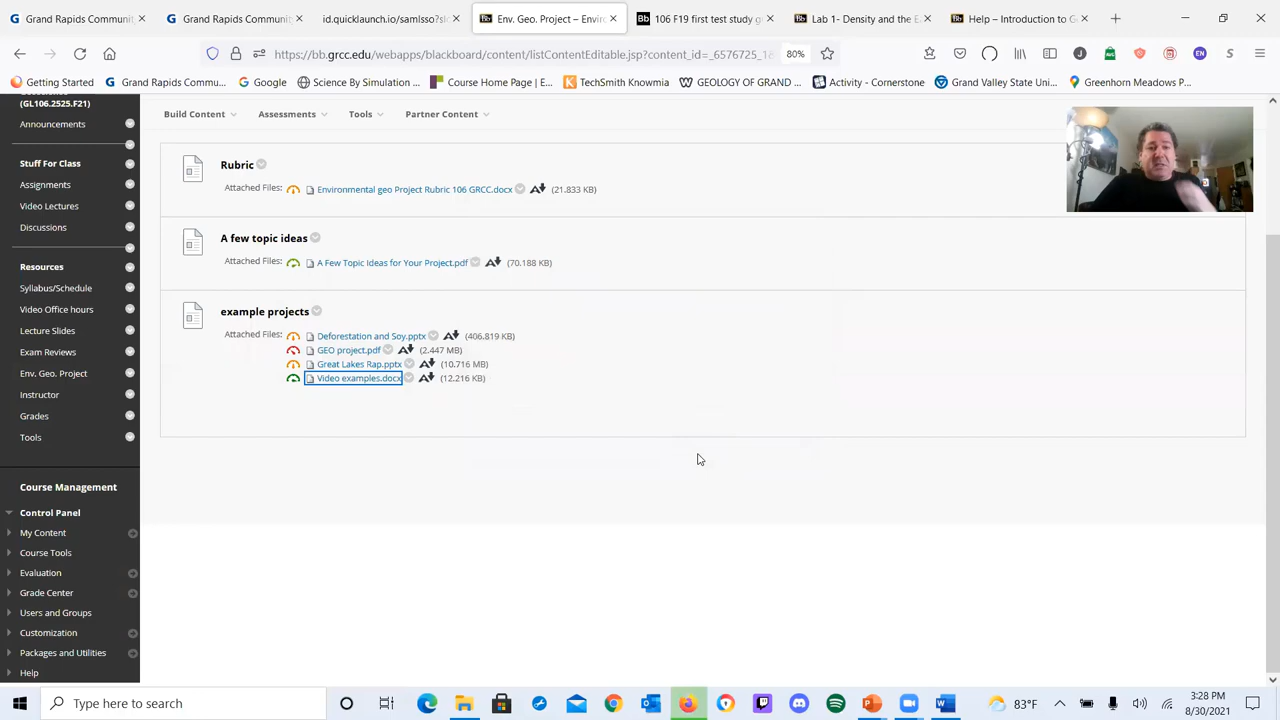 Grand Rapids Communi
Grand Rapids Communit
id.quicklaunch.io/samlsso?slc
Env. Geo. Project – Enviro
106 F19 first test study g
Lab 1- Density and the Ea
Help – Introduction to Ge
https://bb.grcc.edu/webapps/blackboard/content/listContentEditable.jsp?content_id=_6576725_1&
80%
Getting Started
Grand Rapids Commu...
Google
Science By Simulation ...
Course Home Page | E...
TechSmith Knowmia
GEOLOGY | GRAND ...
Activity - Cornerstone
Grand Valley State Uni...
Greenhorn Meadows P...
(GL106.2525.F21)
Announcements
Stuff For Class
Assignments
Video Lectures
Discussions
Resources
Syllabus/Schedule
Video Office hours
Lecture Slides
Exam Reviews
Env. Geo. Project
Instructor
Grades
Tools
Course Management
Control Panel
My Content
Course Tools
Evaluation
Grade Center
Users and Groups
Customization
Packages and Utilities
Help
Build Content
Assessments
Tools
Partner Content
Rubric
Attached Files: Environmental geo Project Rubric 106 GRCC.docx (21.833 KB)
A few topic ideas
Attached Files: A Few Topic Ideas for Your Project.pdf (70.188 KB)
example projects
Attached Files: Deforestation and Soy.pptx (406.819 KB)
GEO project.pdf (2.447 MB)
Great Lakes Rap.pptx (10.716 MB)
Video examples.docx (12.216 KB)
Type here to search
83°F
3:28 PM
8/30/2021